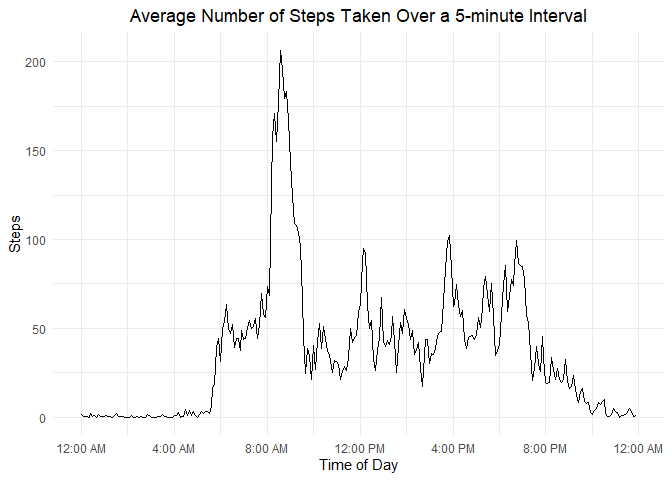 Average Number of Steps Taken Over a 5-minute Interval
200
150
100
50
0
Steps
12:00 AM 4:00 AM 8:00 AM 12:00 PM 4:00 PM 8:00 PM 12:00 AM
Time of Day